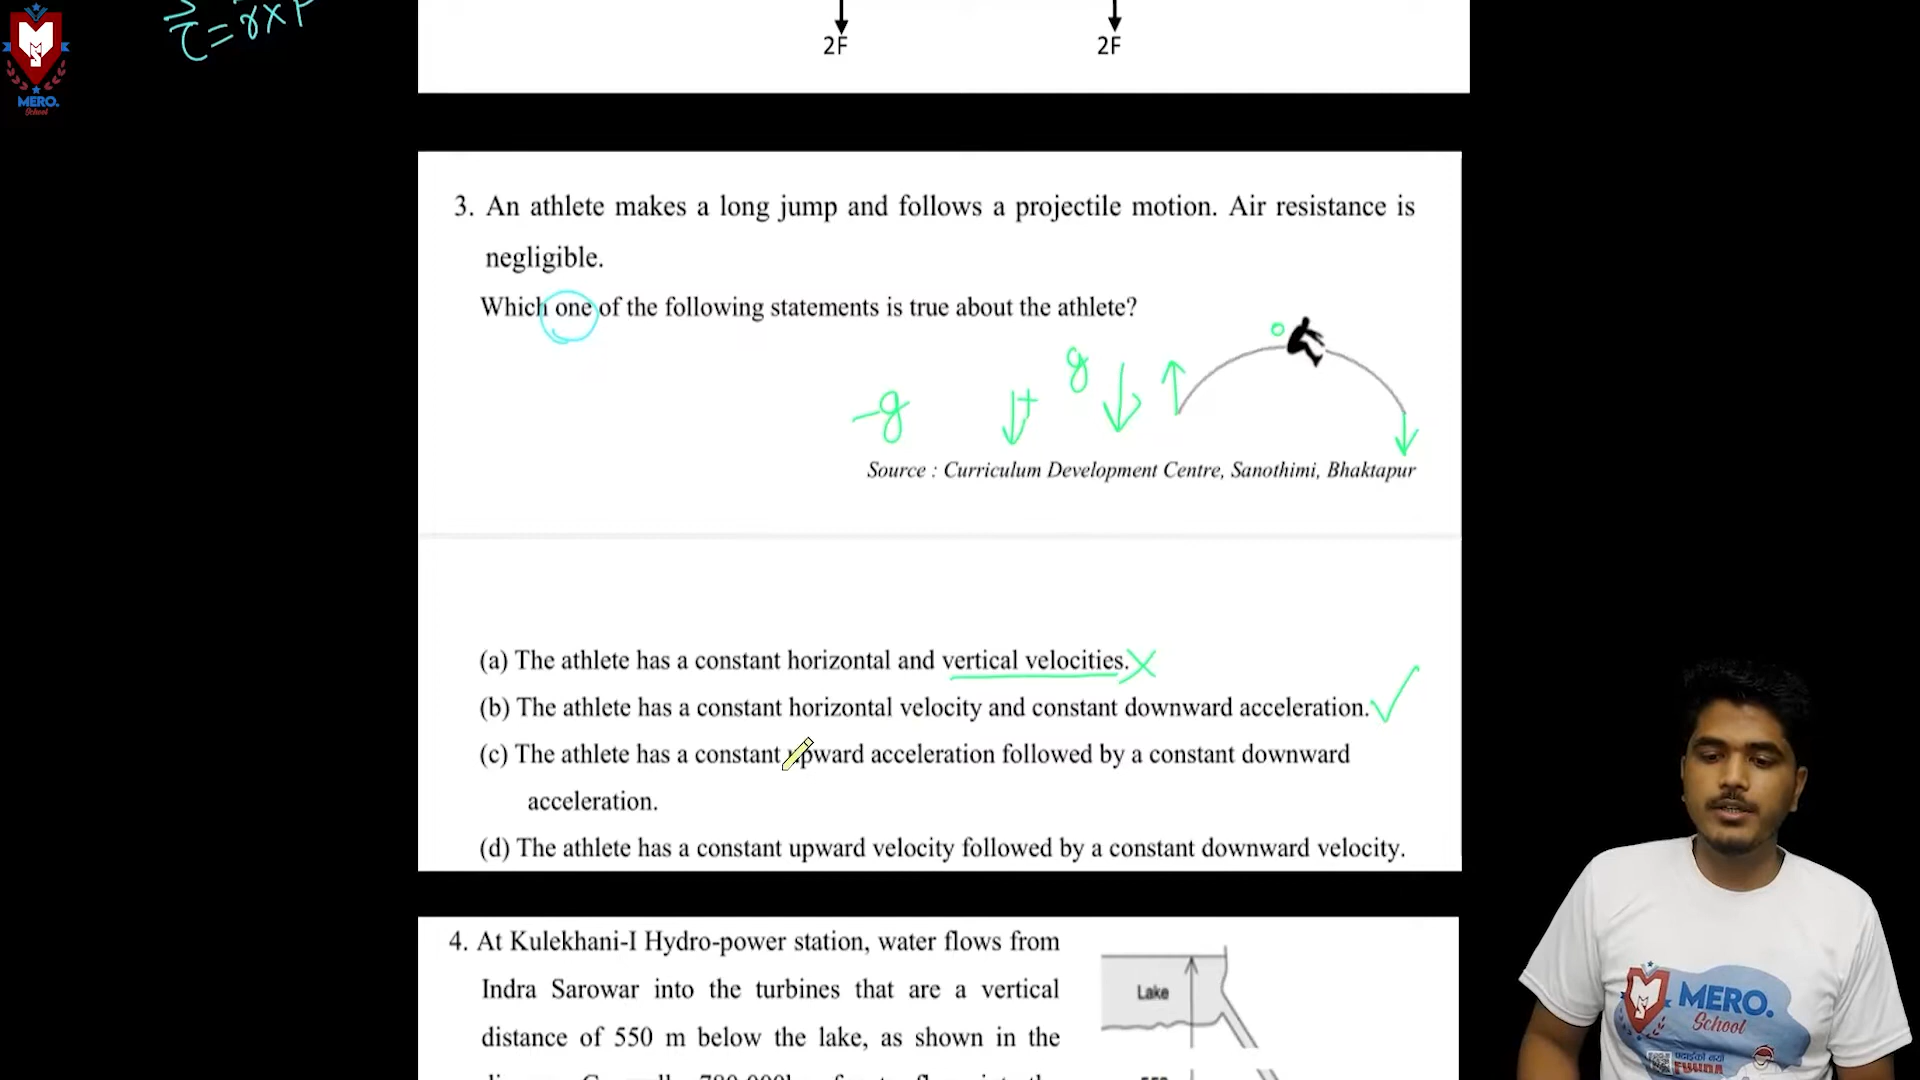 τ = r x F
2F
2F
MERO.
School
3. An athlete makes a long jump and follows a projectile motion. Air resistance is
negligible.
Which one of the following statements is true about the athlete?
0
g
-g
+
Source : Curriculum Development Centre, Sanothimi, Bhaktapur
(a) The athlete has a constant horizontal and vertical velocities.
(b) The athlete has a constant horizontal velocity and constant downward acceleration.
(c) The athlete has a constant upward acceleration followed by a constant downward
acceleration.
(d) The athlete has a constant upward velocity followed by a constant downward velocity.
4. At Kulekhani-I Hydro-power station, water flows from
Indra Sarowar into the turbines that are a vertical
distance of 550 m below the lake, as shown in the
Lake
MERO.
School
FUNDA